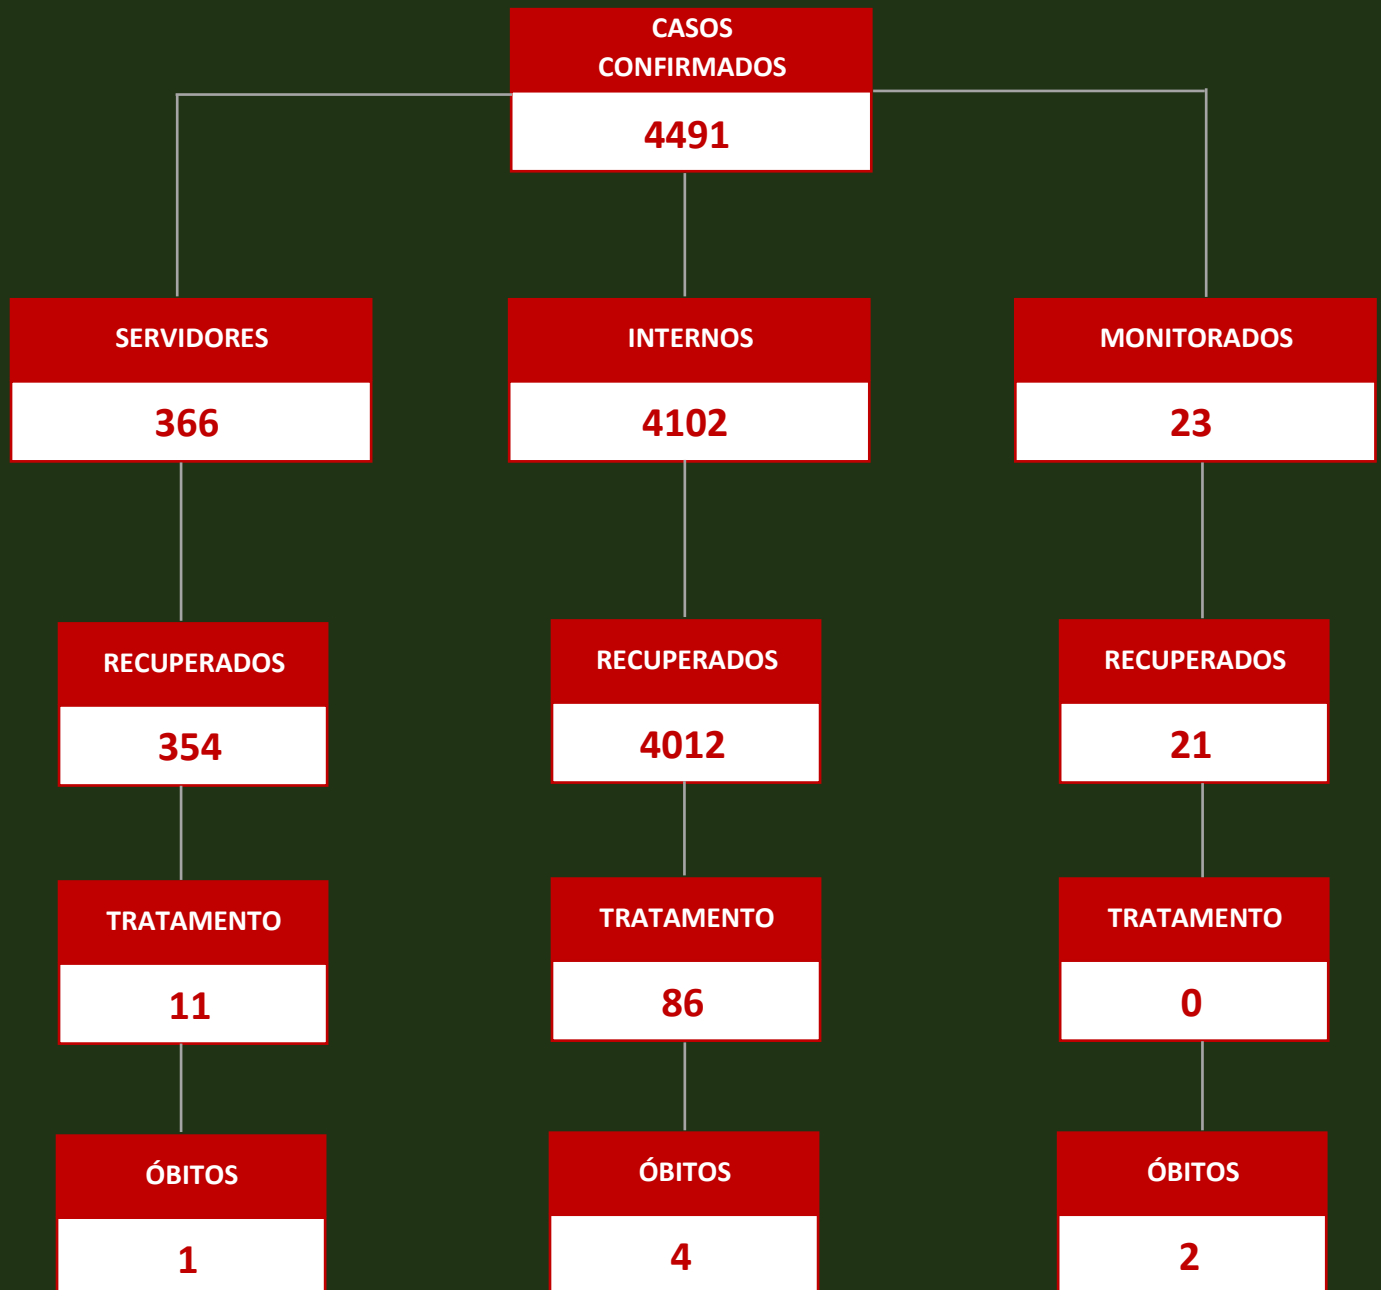 CASOS
CONFIRMADOS
4491
SERVIDORES
INTERNOS
MONITORADOS
366
4102
23
RECUPERADOS
RECUPERADOS
RECUPERADOS
354
4012
21
TRATAMENTO
TRATAMENTO
TRATAMENTO
11
86
0
ÓBITOS
ÓBITOS
ÓBITOS
1
4
2